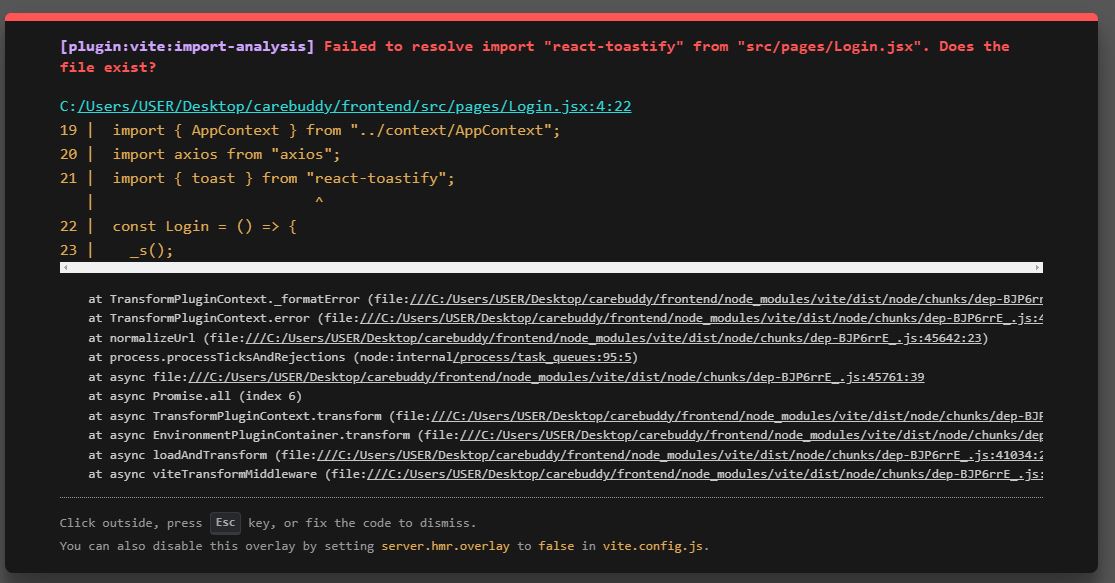 [plugin:vite:import-analysis] Failed to resolve import "react-toastify" from "src/pages/Login.jsx". Does the
file exist?
C:/Users/USER/Desktop/carebuddy/frontend/src/pages/Login.jsx:4:22
19 |  import { AppContext } from "../context/AppContext";
20 |  import axios from "axios";
21 |  import { toast } from "react-toastify";
   |                        ^
22 |  const Login = () => {
23 |    _s();
at TransformPluginContext._formatError (file:///C:/Users/USER/Desktop/carebuddy/frontend/node_modules/vite/dist/node/chunks/dep-BJP6rr
at TransformPluginContext.error (file:///C:/Users/USER/Desktop/carebuddy/frontend/node_modules/vite/dist/node/chunks/dep-BJP6rrE_.js:4
at normalizeUrl (file:///C:/Users/USER/Desktop/carebuddy/frontend/node_modules/vite/dist/node/chunks/dep-BJP6rrE_.js:45642:23)
at process.processTicksAndRejections (node:internal/process/task_queues:95:5)
at async file:///C:/Users/USER/Desktop/carebuddy/frontend/node_modules/vite/dist/node/chunks/dep-BJP6rrE_.js:45761:39
at async Promise.all (index 6)
at async TransformPluginContext.transform (file:///C:/Users/USER/Desktop/carebuddy/frontend/node_modules/vite/dist/node/chunks/dep-BJP
at async EnvironmentPluginContainer.transform (file:///C:/Users/USER/Desktop/carebuddy/frontend/node_modules/vite/dist/node/chunks/dep
at async loadAndTransform (file:///C:/Users/USER/Desktop/carebuddy/frontend/node_modules/vite/dist/node/chunks/dep-BJP6rrE_.js:41034:2
at async viteTransformMiddleware (file:///C:/Users/USER/Desktop/carebuddy/frontend/node_modules/vite/dist/node/chunks/dep-BJP6rrE_.js:
Click outside, press Esc key, or fix the code to dismiss.
You can also disable this overlay by setting server.hmr.overlay to false in vite.config.js.